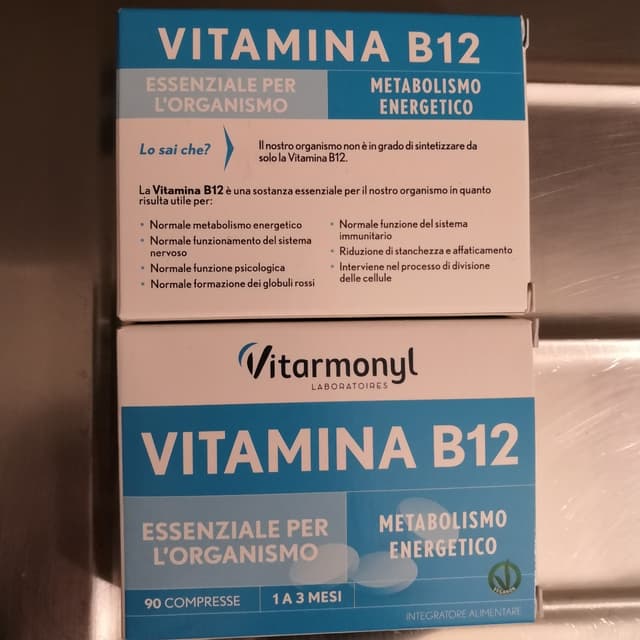 VITAMINA B12
ESSENZIALE PER
L'ORGANISMO
METABOLISMO
ENERGETICO
Lo sai che?
Il nostro organismo non è in grado di sintetizzare da
solo la Vitamina B12.
La Vitamina B12 è una sostanza essenziale per il nostro organismo in quanto
risulta utile per:
• Normale metabolismo energetico
• Normale funzionamento del sistema
nervoso
• Normale funzione psicologica
• Normale formazione dei globuli rossi
• Normale funzione del sistema
immunitario
• Riduzione di stanchezza e affaticamento
• Interviene nel processo di divisione
delle cellule
Vitarmonyl
LABORATOIRES
VITAMINA B12
ESSENZIALE PER
L'ORGANISMO
METABOLISMO
ENERGETICO
90 COMPRESSE
1 A 3 MESI
INTEGRATORE ALIMENTARE